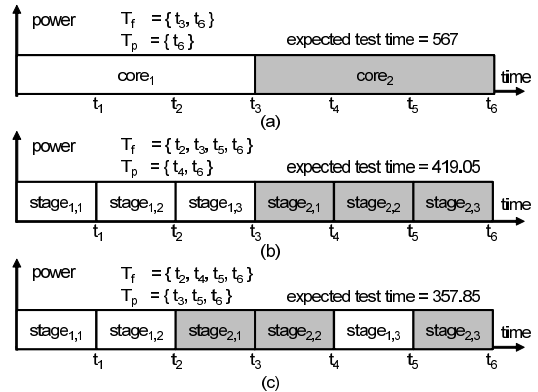 power T_f = { t_3, t_6 }
T_p = { t_6 } expected test time = 567
core_1 core_2 time
t_1 t_2 t_3 t_4 t_5 t_6
(a)
power T_f = { t_2, t_3, t_5, t_6 }
T_p = { t_4, t_6 } expected test time = 419.05
stage_1,1 stage_1,2 stage_1,3 stage_2,1 stage_2,2 stage_2,3 time
t_1 t_2 t_3 t_4 t_5 t_6
(b)
power T_f = { t_2, t_4, t_5, t_6 }
T_p = { t_3, t_5, t_6 } expected test time = 357.85
stage_1,1 stage_1,2 stage_2,1 stage_2,2 stage_1,3 stage_2,3 time
t_1 t_2 t_3 t_4 t_5 t_6
(c)